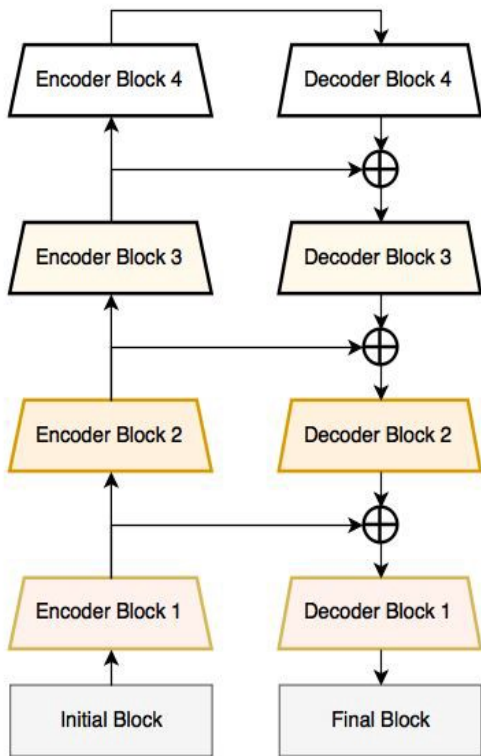 Encoder Block 4
Decoder Block 4
Encoder Block 3
Decoder Block 3
Encoder Block 2
Decoder Block 2
Encoder Block 1
Decoder Block 1
Initial Block
Final Block